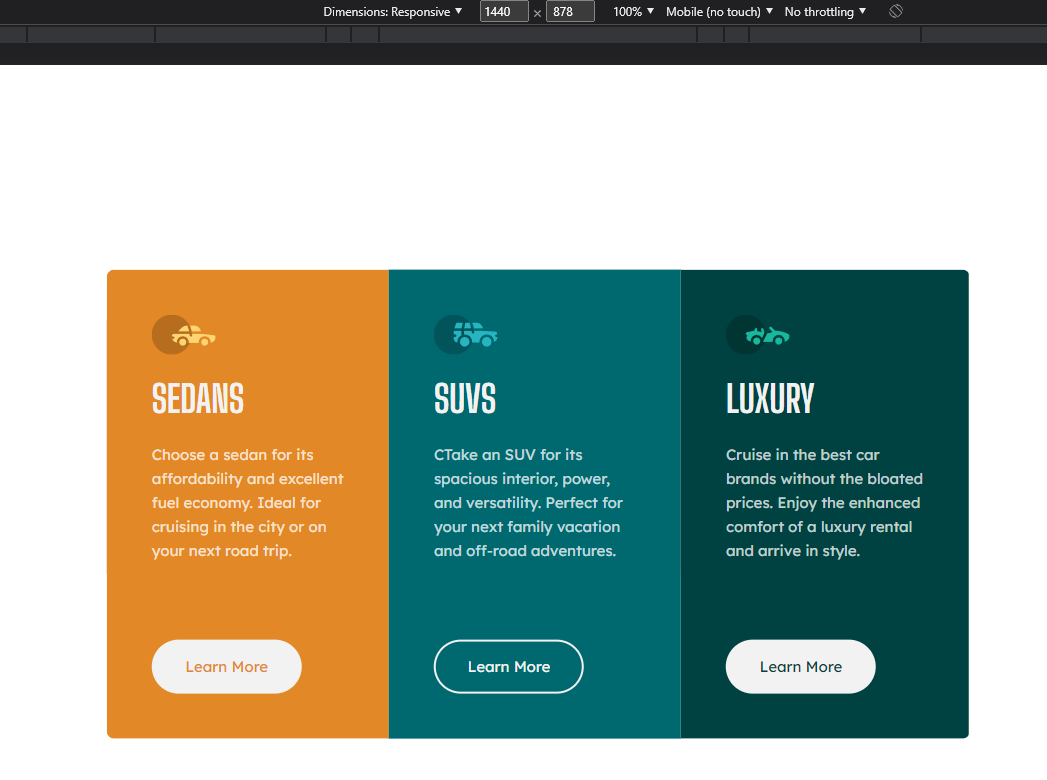 Dimensions: Responsive ▼ 1440 × 878 100% ▼ Mobile (no touch) ▼ No throttling ▼
SEDANS
Choose a sedan for its
affordability and excellent
fuel economy. Ideal for
cruising in the city or on
your next road trip.
Learn More
SUVS
CTake an SUV for its
spacious interior, power,
and versatility. Perfect for
your next family vacation
and off-road adventures.
Learn More
LUXURY
Cruise in the best car
brands without the bloated
prices. Enjoy the enhanced
comfort of a luxury rental
and arrive in style.
Learn More